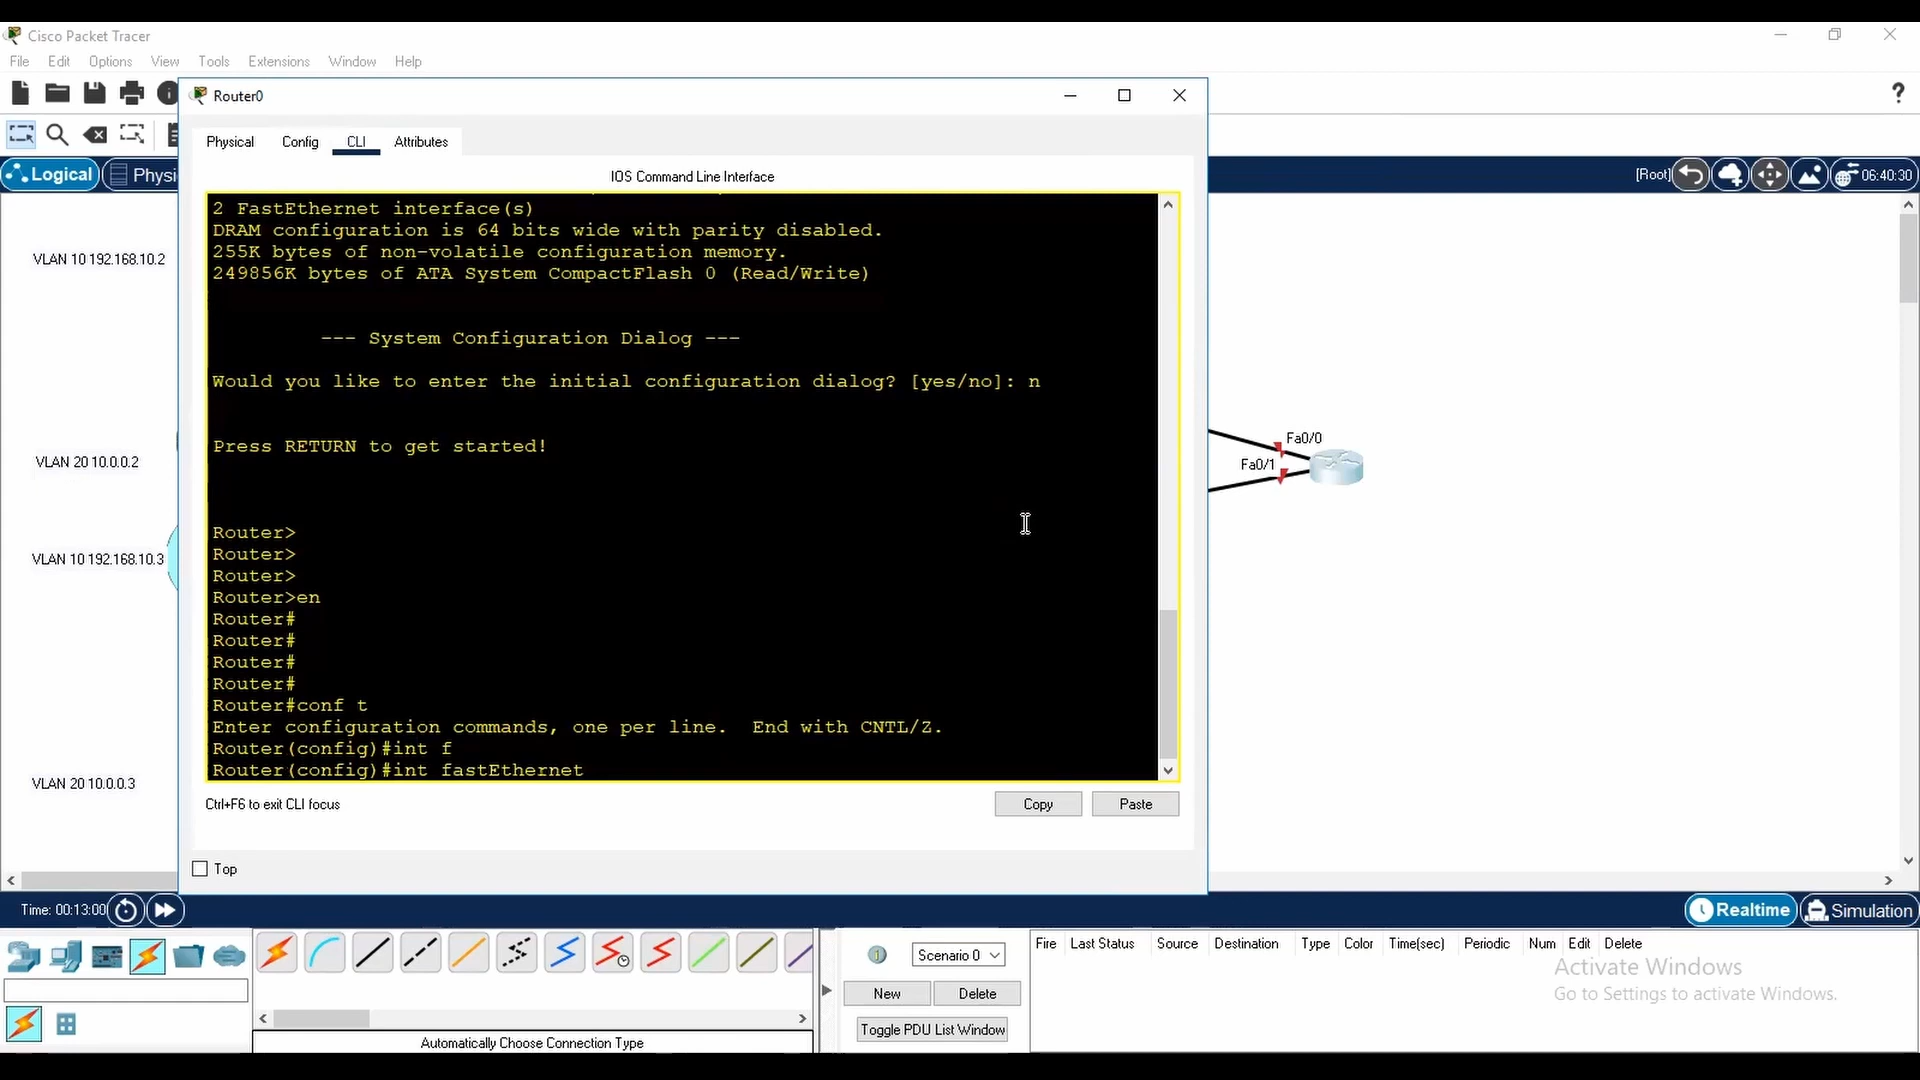 Cisco Packet Tracer
File Edit Options View Tools Extensions Window Help
Router0
Physical Config CLI Attributes
IOS Command Line Interface
Logical
Physi
[Root]
06:40:30
2 FastEthernet interface(s)
DRAM configuration is 64 bits wide with parity disabled.
255K bytes of non-volatile configuration memory.
249856K bytes of ATA System CompactFlash 0 (Read/Write)
--- System Configuration Dialog ---
Would you like to enter the initial configuration dialog? [yes/no]: n
Press RETURN to get started!
Router>
Router>
Router>
Router>en
Router#
Router#
Router#
Router#
Router#conf t
Enter configuration commands, one per line.  End with CNTL/Z.
Router(config)#int f
Router(config)#int fastEthernet
Ctrl+F6 to exit CLI focus
Copy
Paste
Top
VLAN 10 192.168.10.2
VLAN 20 10.0.0.2
VLAN 10 192.168.10.3
VLAN 20 10.0.0.3
Fa0/0
Fa0/1
Time: 00:13:00
Realtime
Simulation
Scenario 0
New
Delete
Toggle PDU List Window
Fire Last Status Source Destination Type Color Time(sec) Periodic Num Edit Delete
Activate Windows
Go to Settings to activate Windows.
Automatically Choose Connection Type